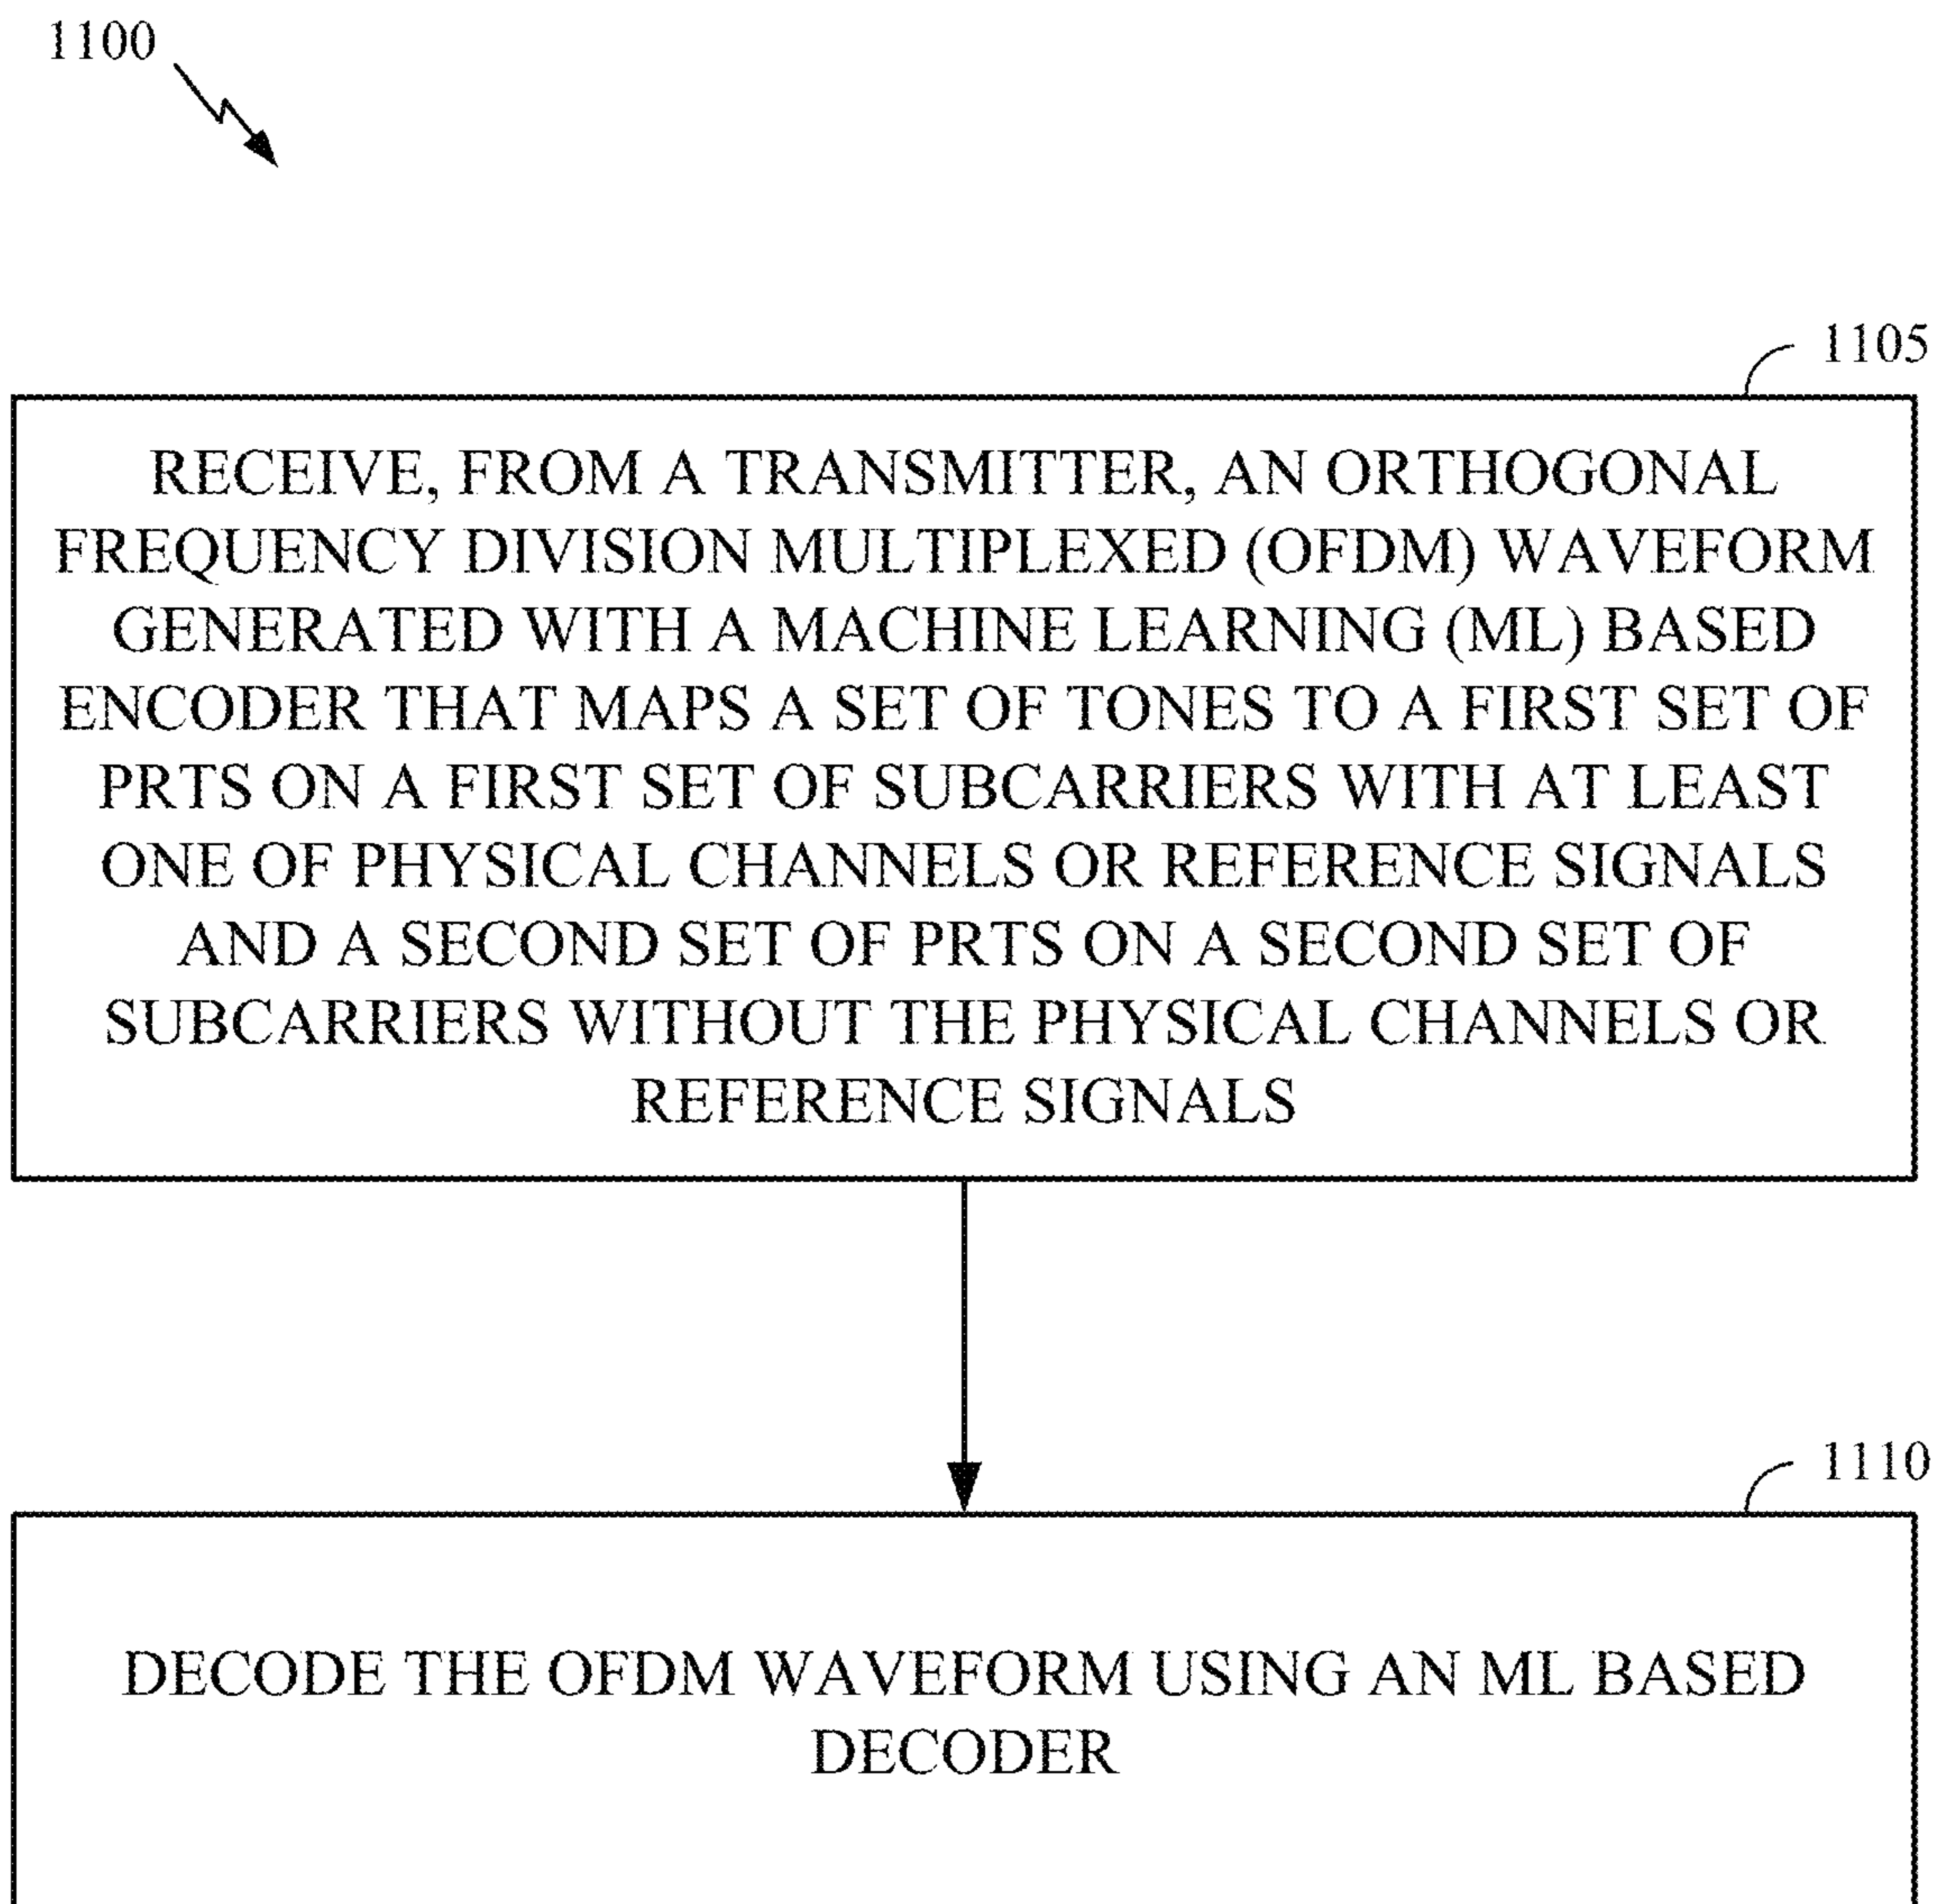 1100
1105
RECEIVE, FROM A TRANSMITTER, AN ORTHOGONAL
FREQUENCY DIVISION MULTIPLEXED (OFDM) WAVEFORM
GENERATED WITH A MACHINE LEARNING (ML) BASED
ENCODER THAT MAPS A SET OF TONES TO A FIRST SET OF
PRTS ON A FIRST SET OF SUBCARRIERS WITH AT LEAST
ONE OF PHYSICAL CHANNELS OR REFERENCE SIGNALS
AND A SECOND SET OF PRTS ON A SECOND SET OF
SUBCARRIERS WITHOUT THE PHYSICAL CHANNELS OR
REFERENCE SIGNALS
1110
DECODE THE OFDM WAVEFORM USING AN ML BASED
DECODER